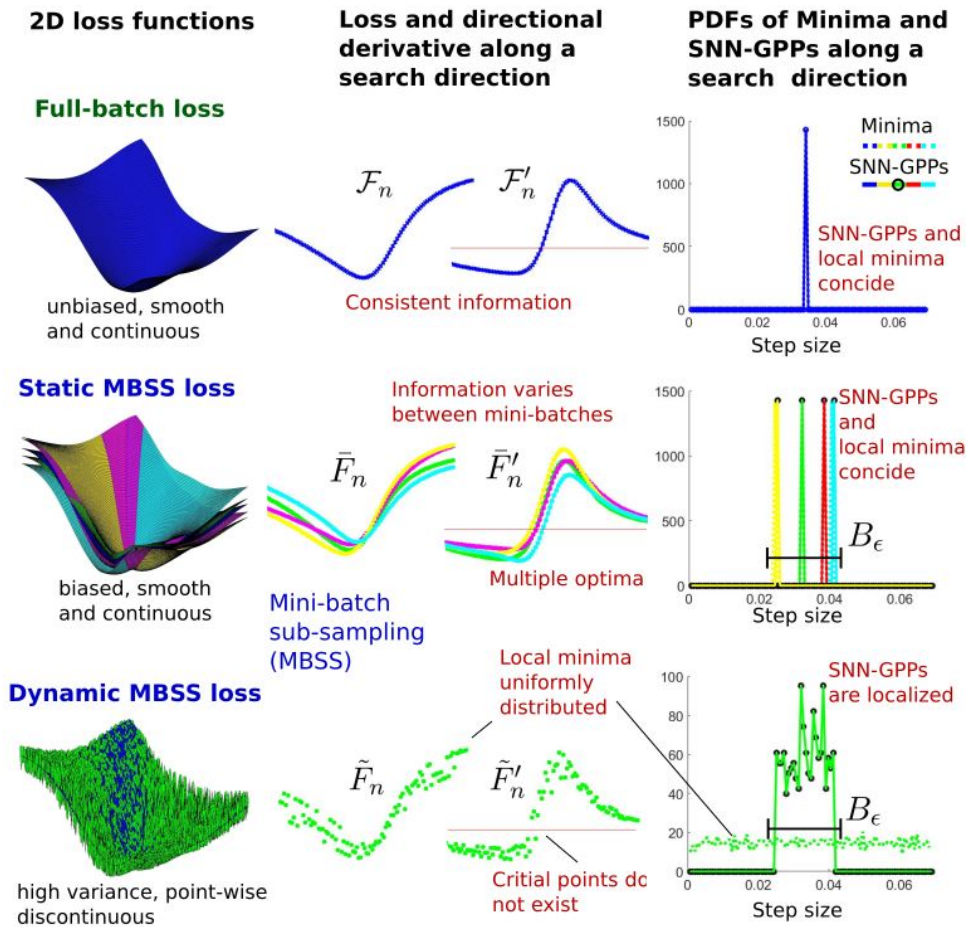 2D loss functions
Loss and directional
derivative along a
search direction
PDFs of Minima and
SNN-GPPs along a
search direction
Full-batch loss
unbiased, smooth
and continuous
𝓕ₙ
𝓕′ₙ
Consistent information
1500
1000
500
0
Minima
SNN-GPPs
SNN-GPPs and
local minima
concide
0 0.02 0.04 0.06
Step size
Static MBSS loss
biased, smooth
and continuous
Information varies
between mini-batches
F̄ₙ
F̄′ₙ
Multiple optima
Mini-batch
sub-sampling
(MBSS)
1500
1000
500
0
SNN-GPPs
and
local minima
concide
B_ϵ
0 0.02 0.04 0.06
Step size
Dynamic MBSS loss
high variance, point-wise
discontinuous
Local minima
uniformly
distributed
F̃ₙ
F̃′ₙ
Critial points do
not exist
100
80
60
40
20
0
SNN-GPPs
are localized
B_ϵ
0 0.02 0.04 0.06
Step size